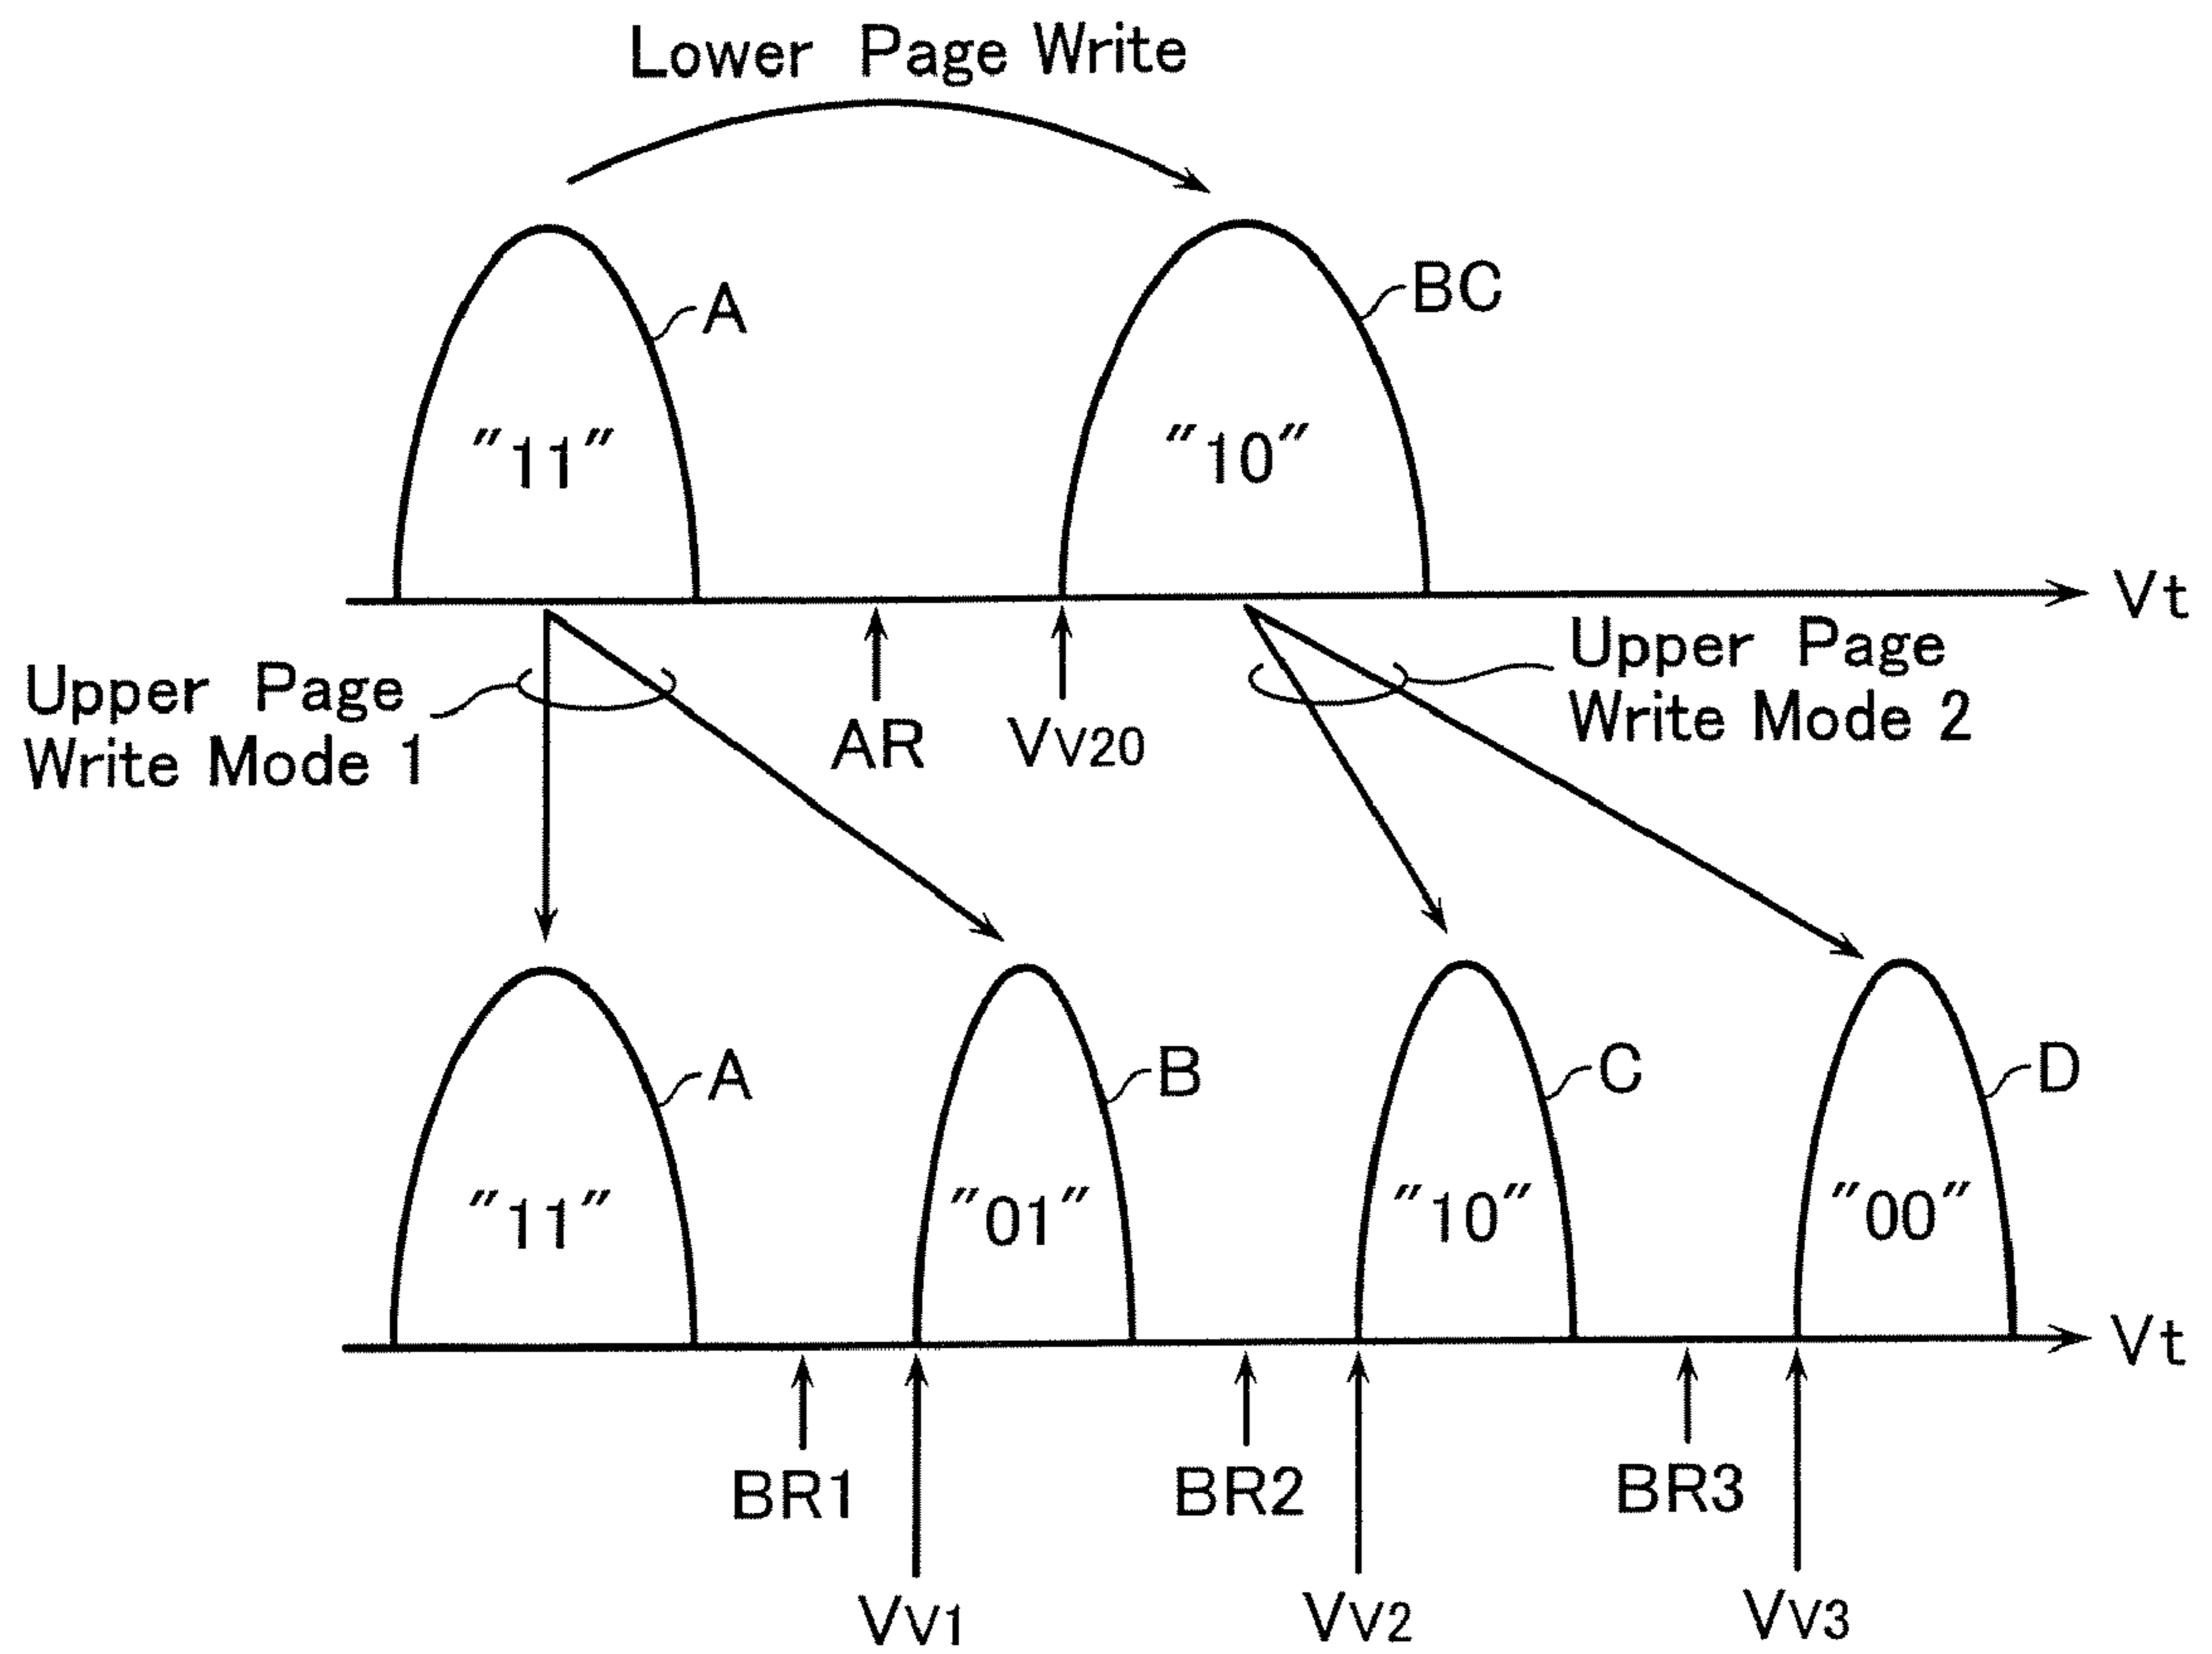 Lower Page Write
A
BC
"11"
"10"
Vt
Upper Page
Write Mode 1
AR
VV20
Upper Page
Write Mode 2
A
B
C
D
"11"
"01"
"10"
"00"
Vt
BR1
BR2
BR3
VV1
VV2
VV3